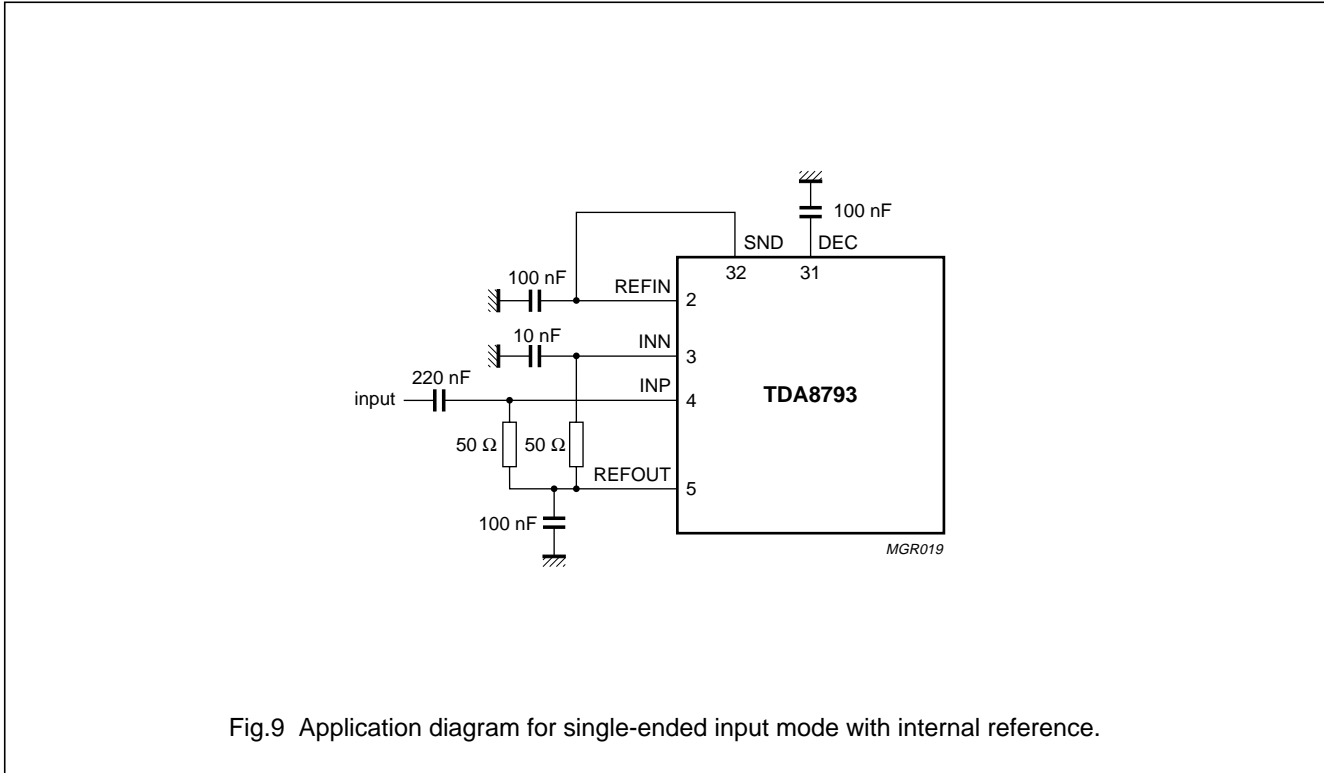 100 nF
SND DEC
32 31
100 nF
REFIN
2
10 nF
INN
3
220 nF
INP
input
4
TDA8793
50 Ω 50 Ω
REFOUT
5
100 nF
MGR019
Fig.9 Application diagram for single-ended input mode with internal reference.